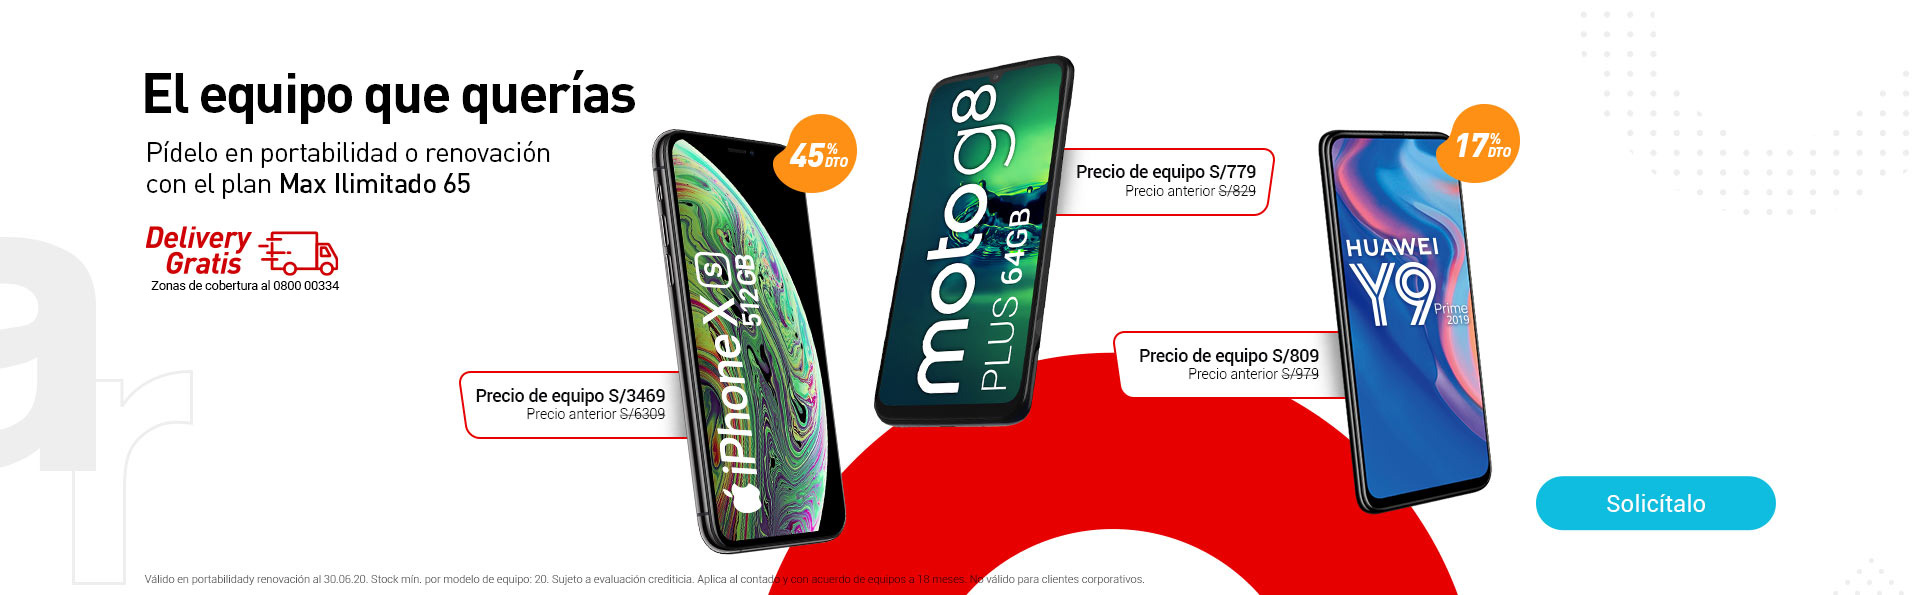 El equipo que querías
Pídelo en portabilidad o renovación
con el plan Max Ilimitado 65
Delivery
Gratis
Zonas de cobertura al 0800 00334
Precio de equipo S/3469
Precio anterior S/6309
iPhone XS
512GB
45% DTO
motog8
PLUS 64GB
Precio de equipo S/779
Precio anterior S/829
Precio de equipo S/809
Precio anterior S/979
HUAWEI
Y9
Prime
2019
17% DTO
Solicítalo
Válido en portabilidady renovación al 30.06.20. Stock mín. por modelo de equipo: 20. Sujeto a evaluación crediticia. Aplica al contado y con acuerdo de equipos a 18 meses. No válido para clientes corporativos.
ar